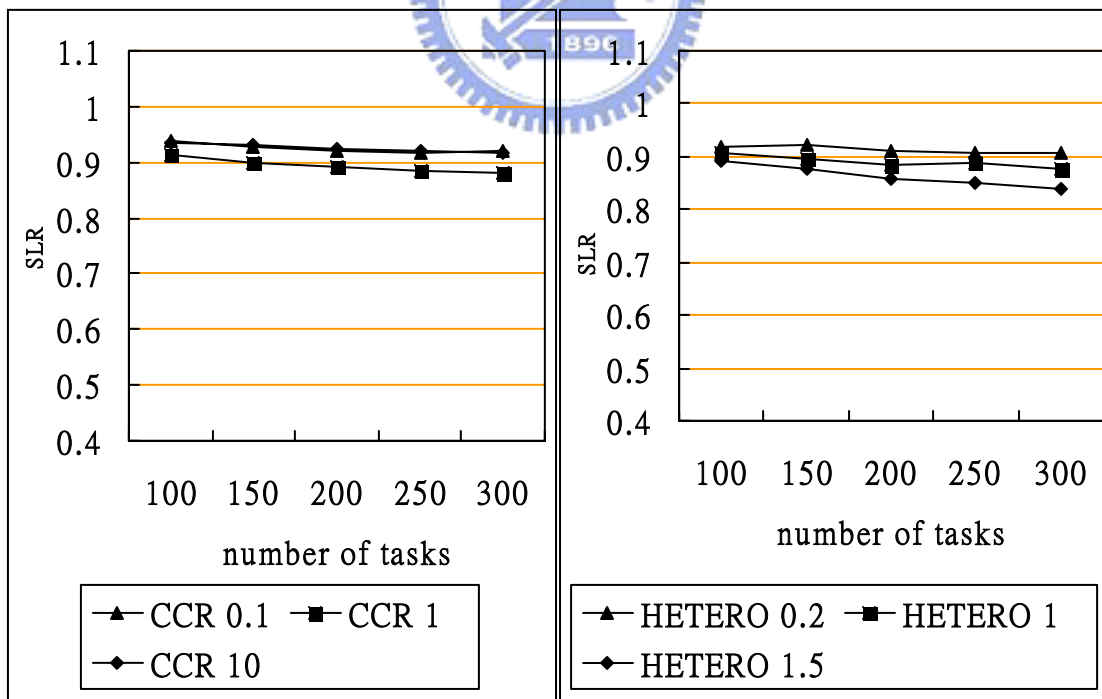 1896
1.1
1
0.9
0.8
0.7
0.6
0.5
0.4
SLR
100 150 200 250 300
number of tasks
CCR 0.1 CCR 1
CCR 10
1.1
1
0.9
0.8
0.7
0.6
0.5
0.4
SLR
100 150 200 250 300
number of tasks
HETERO 0.2 HETERO 1
HETERO 1.5